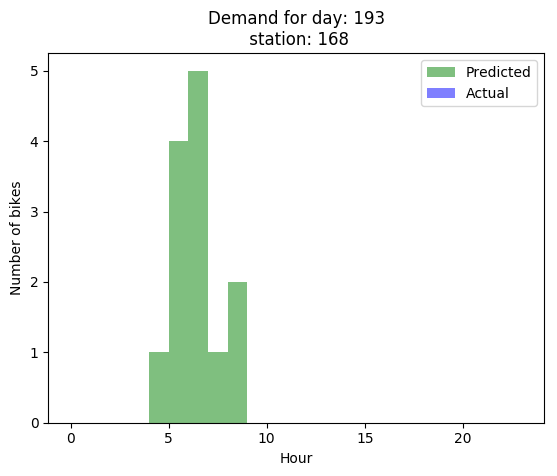 Demand for day: 193
station: 168
Predicted
Actual
5
4
3
2
1
0
Number of bikes
0 5 10 15 20
Hour